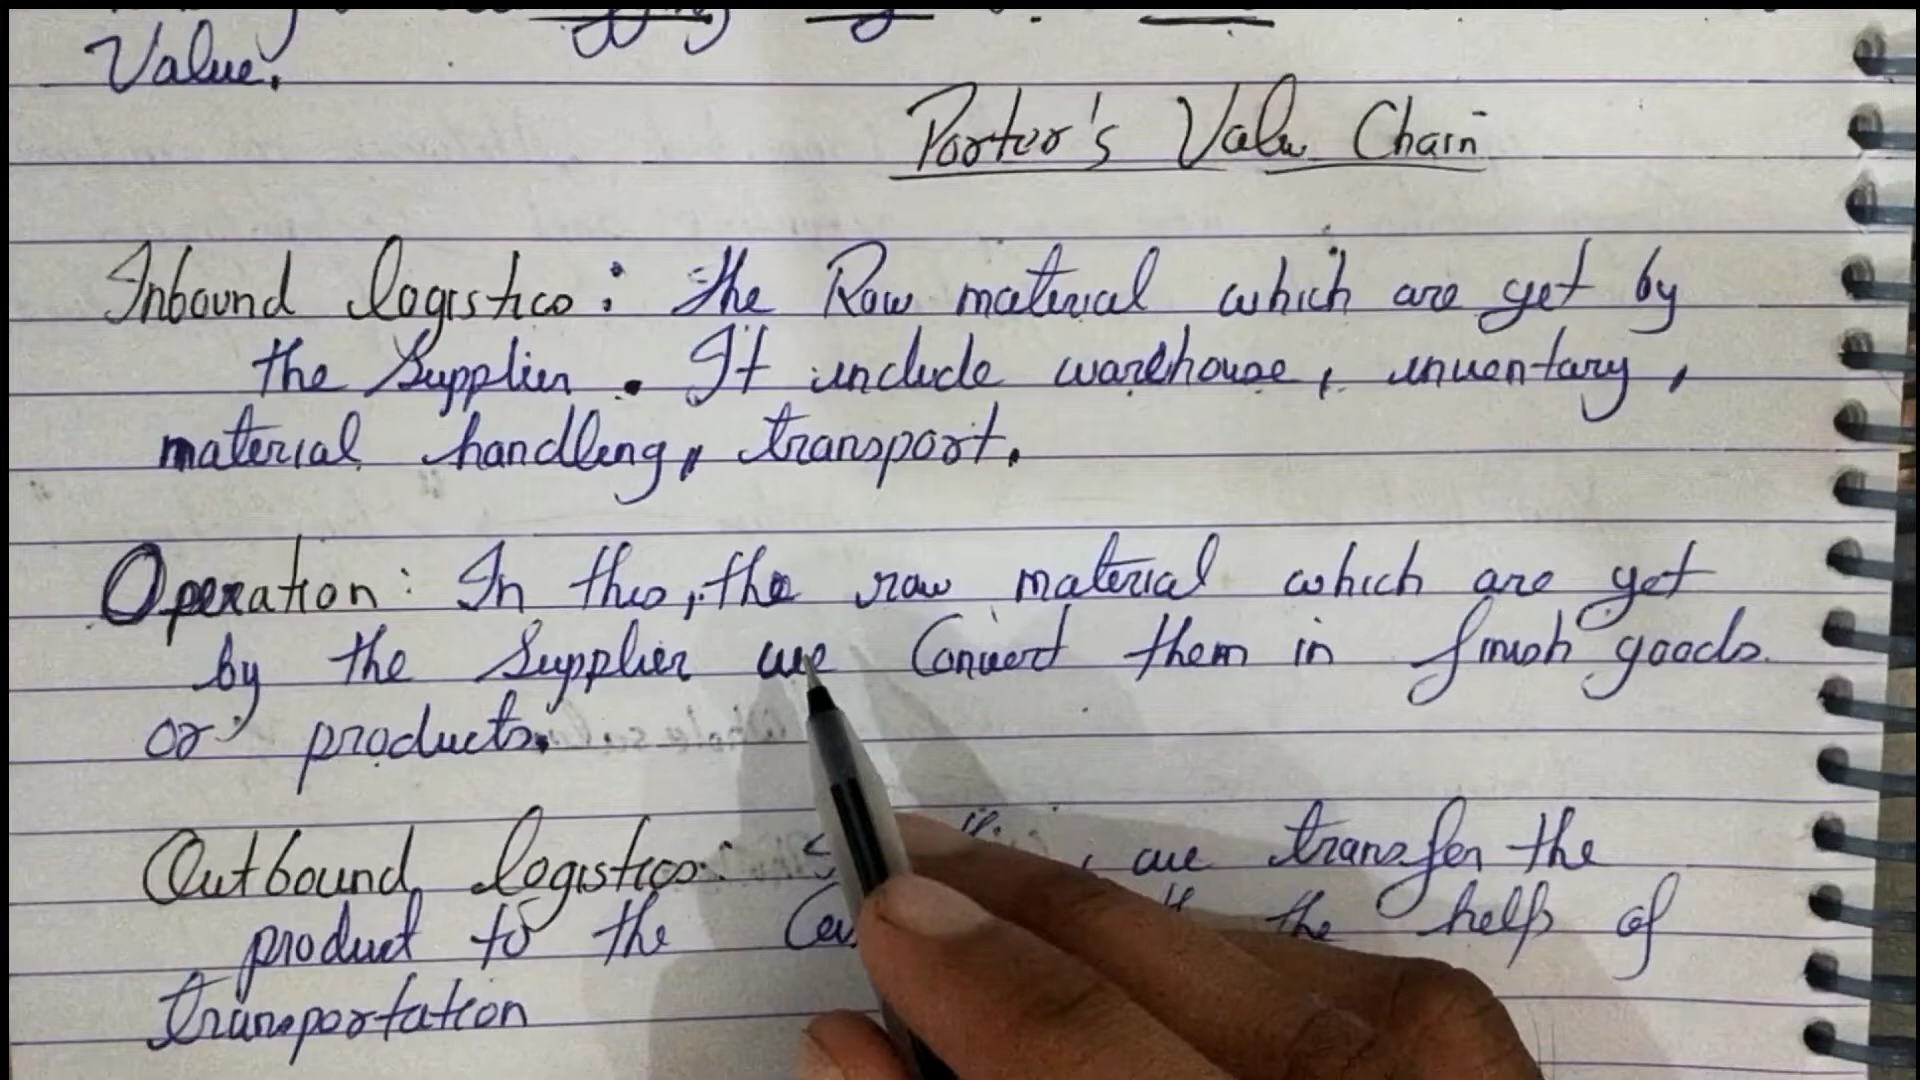 Value.
Porter's Value Chain
Inbound logistics: the Raw material which are get by
the Supplier. It include warehouse, inventary,
material handling, transport.
Operation: In this, the raw material which are get
by the Supplier we Convert them in finish goods
or products.
Outbound logistics: we transfer the
product to the the help of
transportation